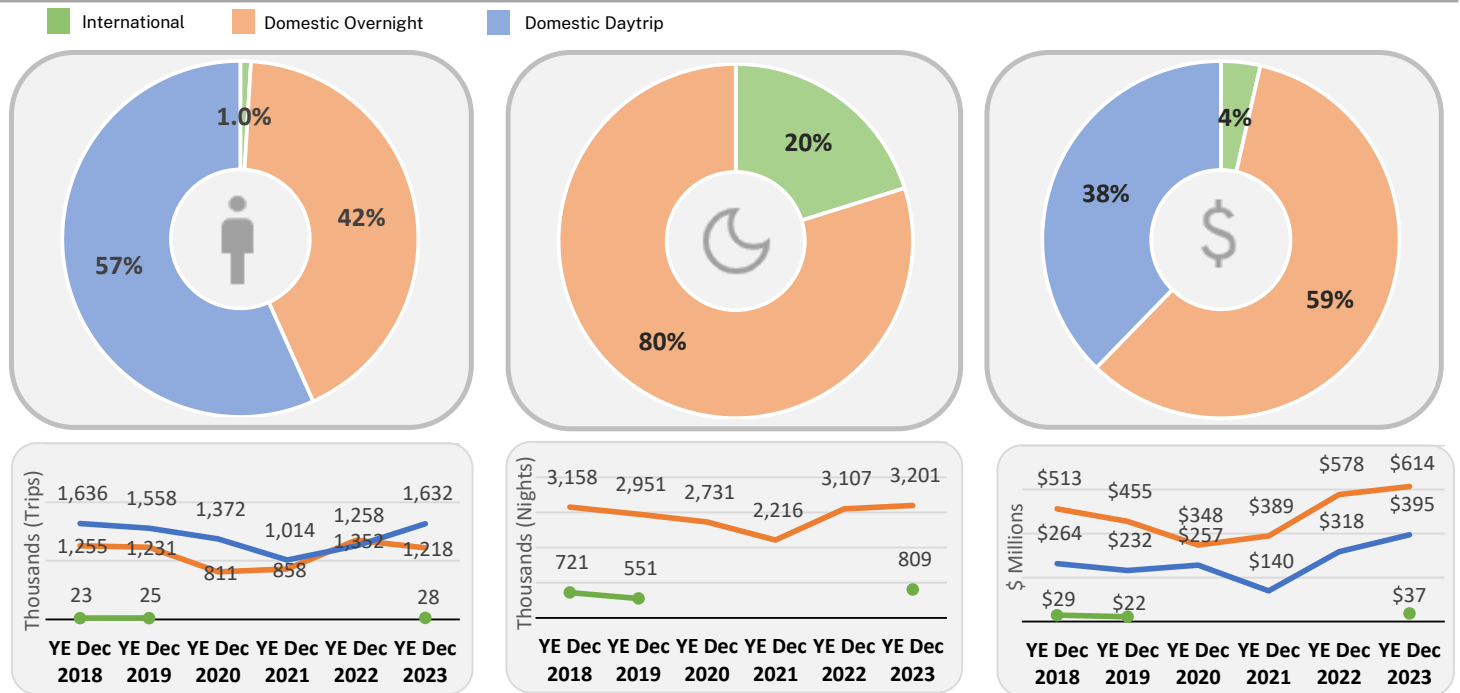 International Domestic Overnight Domestic Daytrip
1.0%
42%
57%
20%
80%
4%
38%
59%
Thousands (Trips)
1,636 1,558 1,372 1,014 1,258 1,632
1,255 1,231 811 858 1,352 1,218
23 25 28
YE Dec YE Dec YE Dec YE Dec YE Dec YE Dec
2018 2019 2020 2021 2022 2023
Thousands (Nights)
3,158 2,951 2,731 2,216 3,107 3,201
721 551 809
YE Dec YE Dec YE Dec YE Dec YE Dec YE Dec
2018 2019 2020 2021 2022 2023
$ Millions
$513 $455 $348 $389 $578 $614
$264 $232 $257 $140 $318 $395
$29 $22 $37
YE Dec YE Dec YE Dec YE Dec YE Dec YE Dec
2018 2019 2020 2021 2022 2023
$